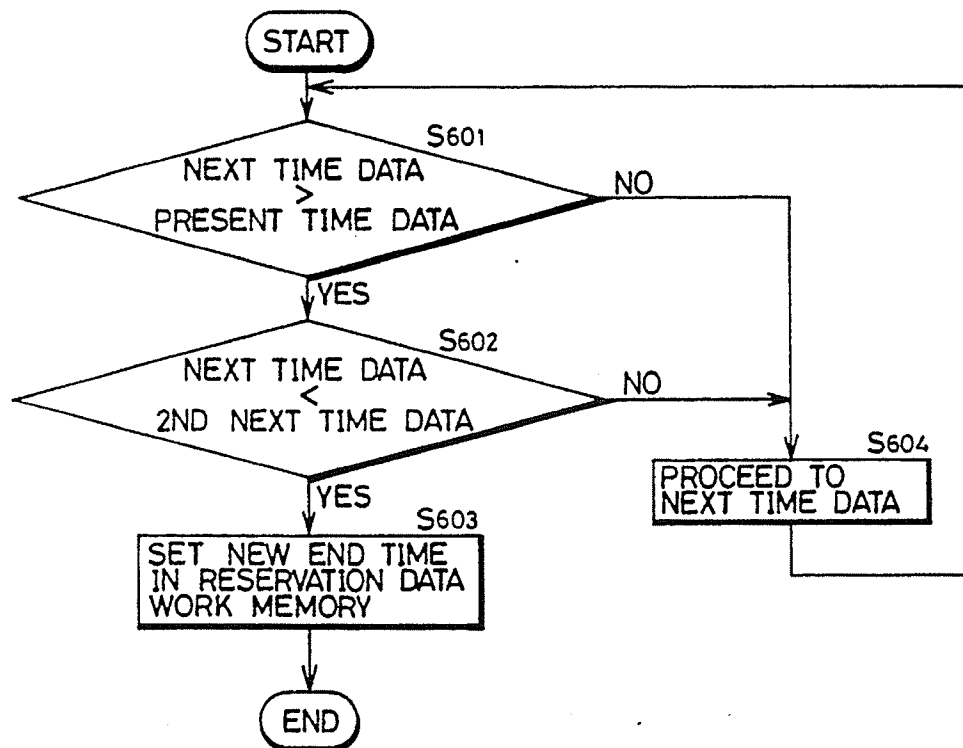 START
S601
NEXT TIME DATA
>
PRESENT TIME DATA
NO
YES
S602
NEXT TIME DATA
<
2ND NEXT TIME DATA
NO
YES
S604
PROCEED TO
NEXT TIME DATA
S603
SET NEW END TIME
IN RESERVATION DATA
WORK MEMORY
END